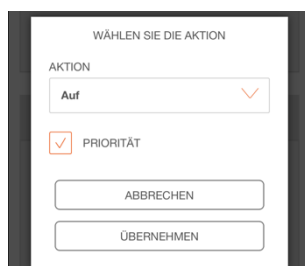 WÄHLEN SIE DIE AKTION
AKTION
Auf
PRIORITÄT
ABBRECHEN
ÜBERNEHMEN